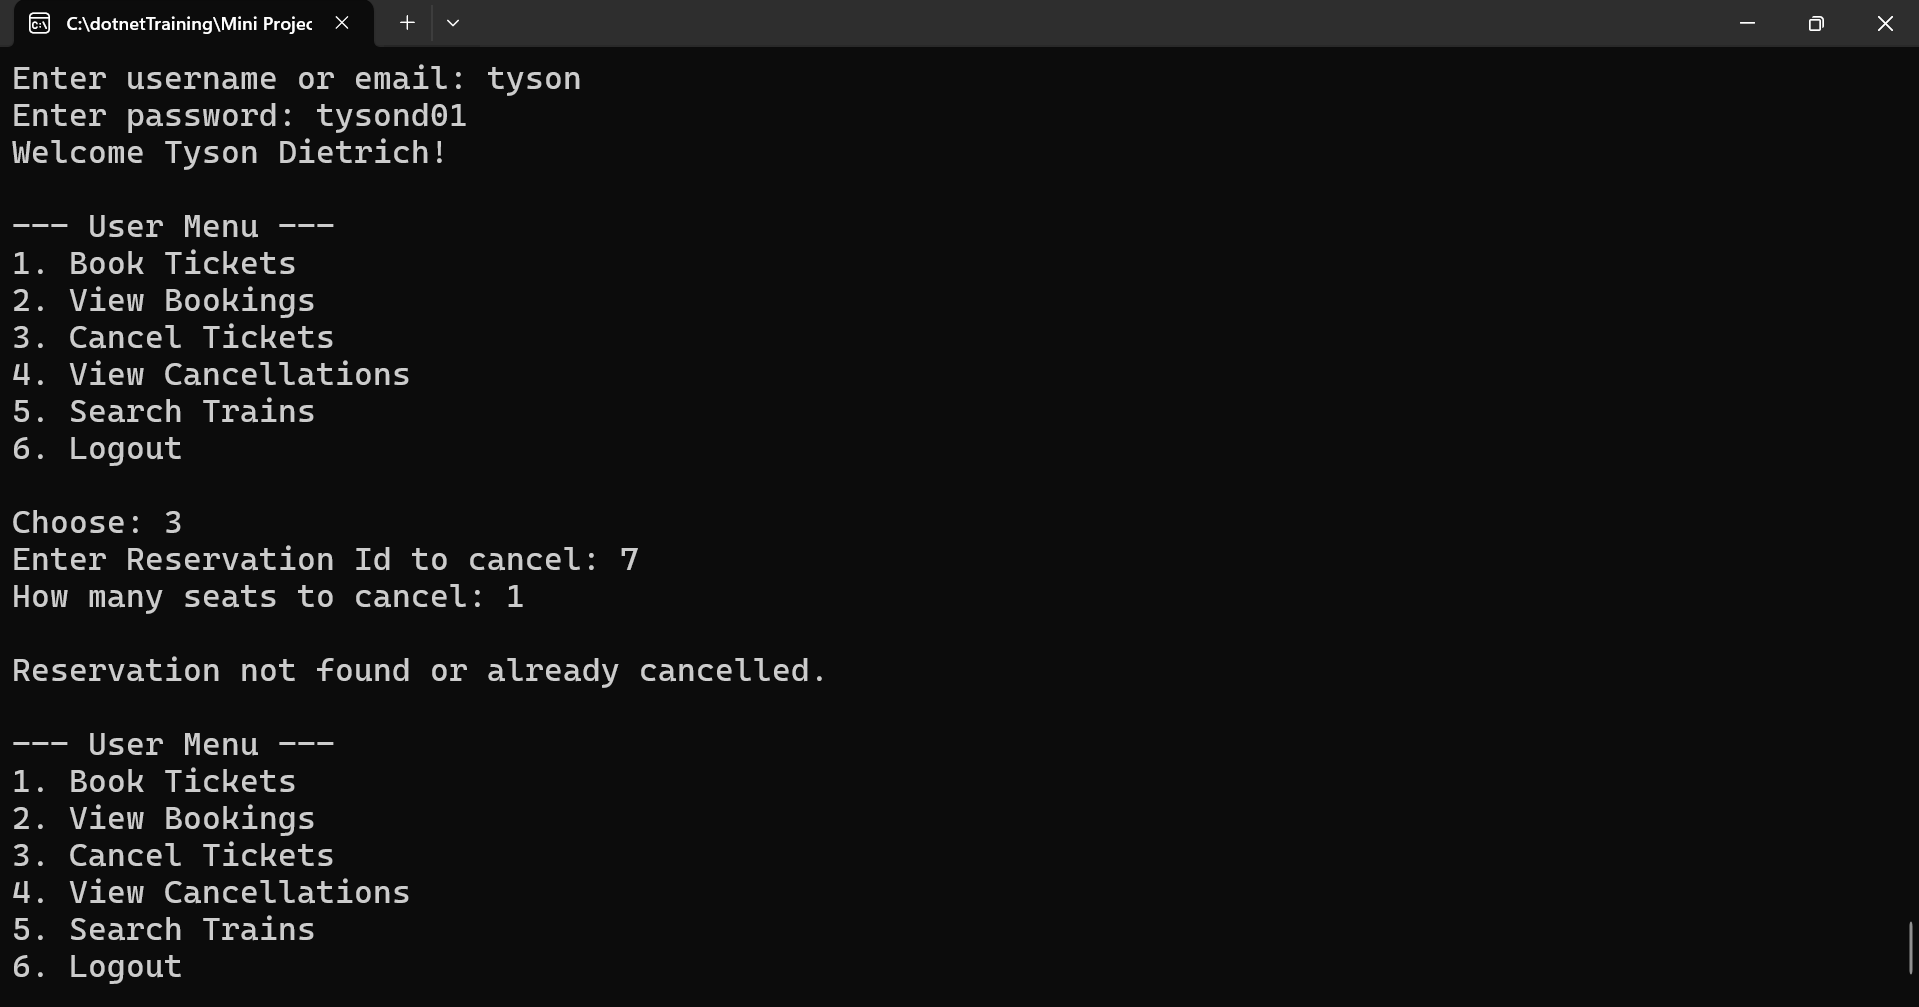 C:\dotnetTraining\Mini Projec
Enter username or email: tyson
Enter password: tysond01
Welcome Tyson Dietrich!
--- User Menu ---
1. Book Tickets
2. View Bookings
3. Cancel Tickets
4. View Cancellations
5. Search Trains
6. Logout
Choose: 3
Enter Reservation Id to cancel: 7
How many seats to cancel: 1
Reservation not found or already cancelled.
--- User Menu ---
1. Book Tickets
2. View Bookings
3. Cancel Tickets
4. View Cancellations
5. Search Trains
6. Logout